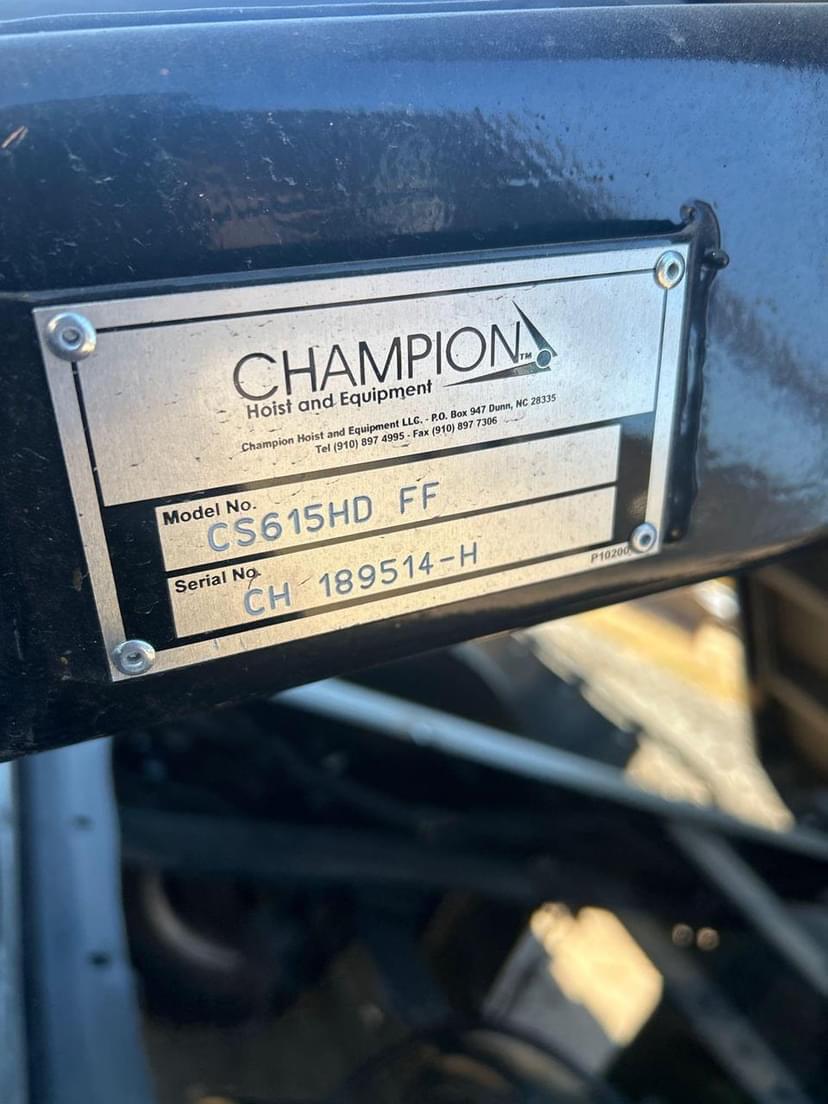 CHAMPION™
Hoist and Equipment
Champion Hoist and Equipment LLC. - P.O. Box 947 Dunn, NC 28335
Tel (910) 897 4995 - Fax (910) 897 7306
Model No.
CS615HD FF
Serial No.
CH 189514-H
P10200